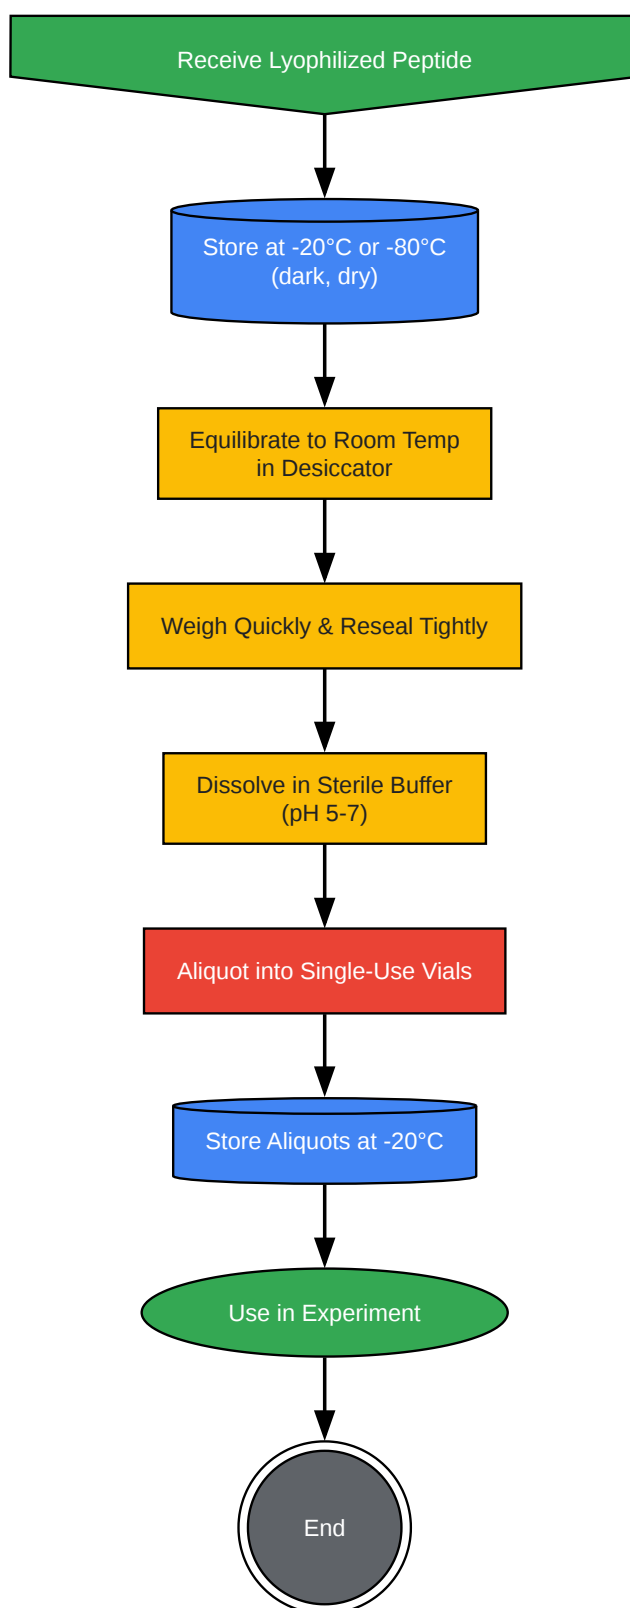 Receive Lyophilized Peptide
Store at -20°C or -80°C
(dark, dry)
Equilibrate to Room Temp
in Desiccator
Weigh Quickly & Reseal Tightly
Dissolve in Sterile Buffer
(pH 5-7)
Aliquot into Single-Use Vials
Store Aliquots at -20°C
Use in Experiment
End